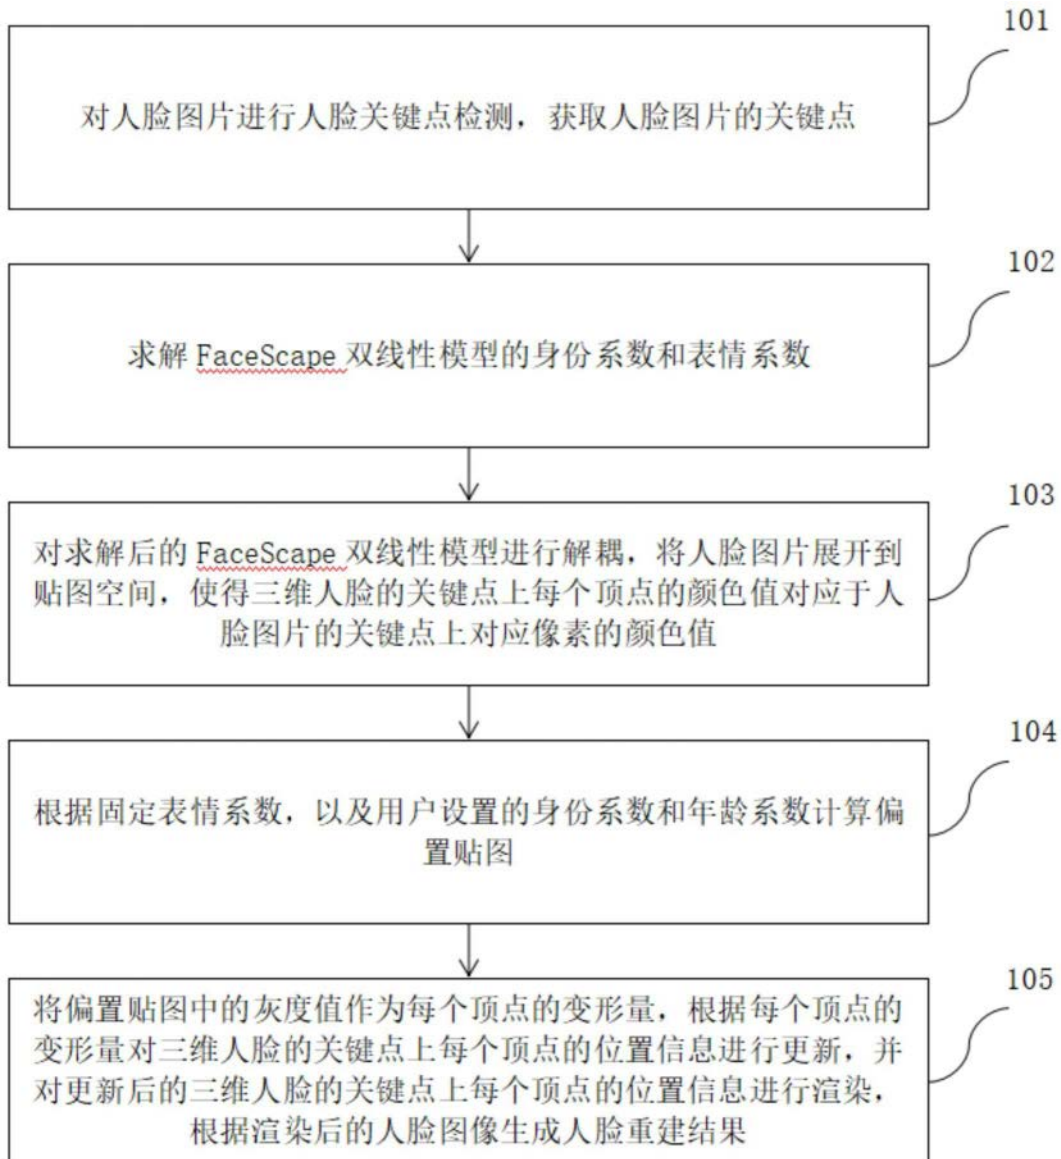 101
对人脸图片进行人脸关键点检测，获取人脸图片的关键点
102
求解 FaceScape 双线性模型的身份系数和表情系数
103
对求解后的 FaceScape 双线性模型进行解耦，将人脸图片展开到
贴图空间，使得三维人脸的关键点上每个顶点的颜色值对应于人
脸图片的关键点上对应像素的颜色值
104
根据固定表情系数，以及用户设置的身份系数和年龄系数计算偏
置贴图
105
将偏置贴图中的灰度值作为每个顶点的变形量，根据每个顶点的
变形量对三维人脸的关键点上每个顶点的位置信息进行更新，并
对更新后的三维人脸的关键点上每个顶点的位置信息进行渲染，
根据渲染后的人脸图像生成人脸重建结果